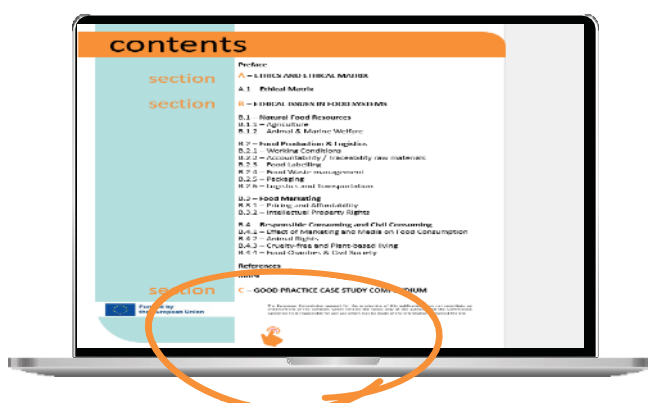 contents
Preface
section
A – ETHICS AND ETHICAL MATRIX
A.1 Ethical Matrix
section
B – ETHICAL ISSUES IN FOOD SYSTEMS
B.1 – Natural Food Resources
B.1.1 – Agriculture
B.1.2 – Animal & Marine Welfare
B.2 – Food Production & Logistics
B.2.1 – Working Conditions
B.2.2 – Accountability / Traceability raw materials
B.2.3 – Food Labelling
B.2.4 – Food Waste management
B.2.5 – Packaging
B.2.6 – Logistics and Transportation
B.3 – Food Marketing
B.3.1 – Pricing and Affordability
B.3.2 – Intellectual Property Rights
B.4 Responsible Consuming and Civil Consuming
B.4.1 – Effect of Marketing and Media on Food Consumption
B.4.2 – Animal Rights
B.4.3 – Cruelty-free and Plant-based living
B.4.4 – Food Charities & Civil Society
References
section
C – GOOD PRACTICE CASE STUDY COMPENDIUM
Funded by
the European Union